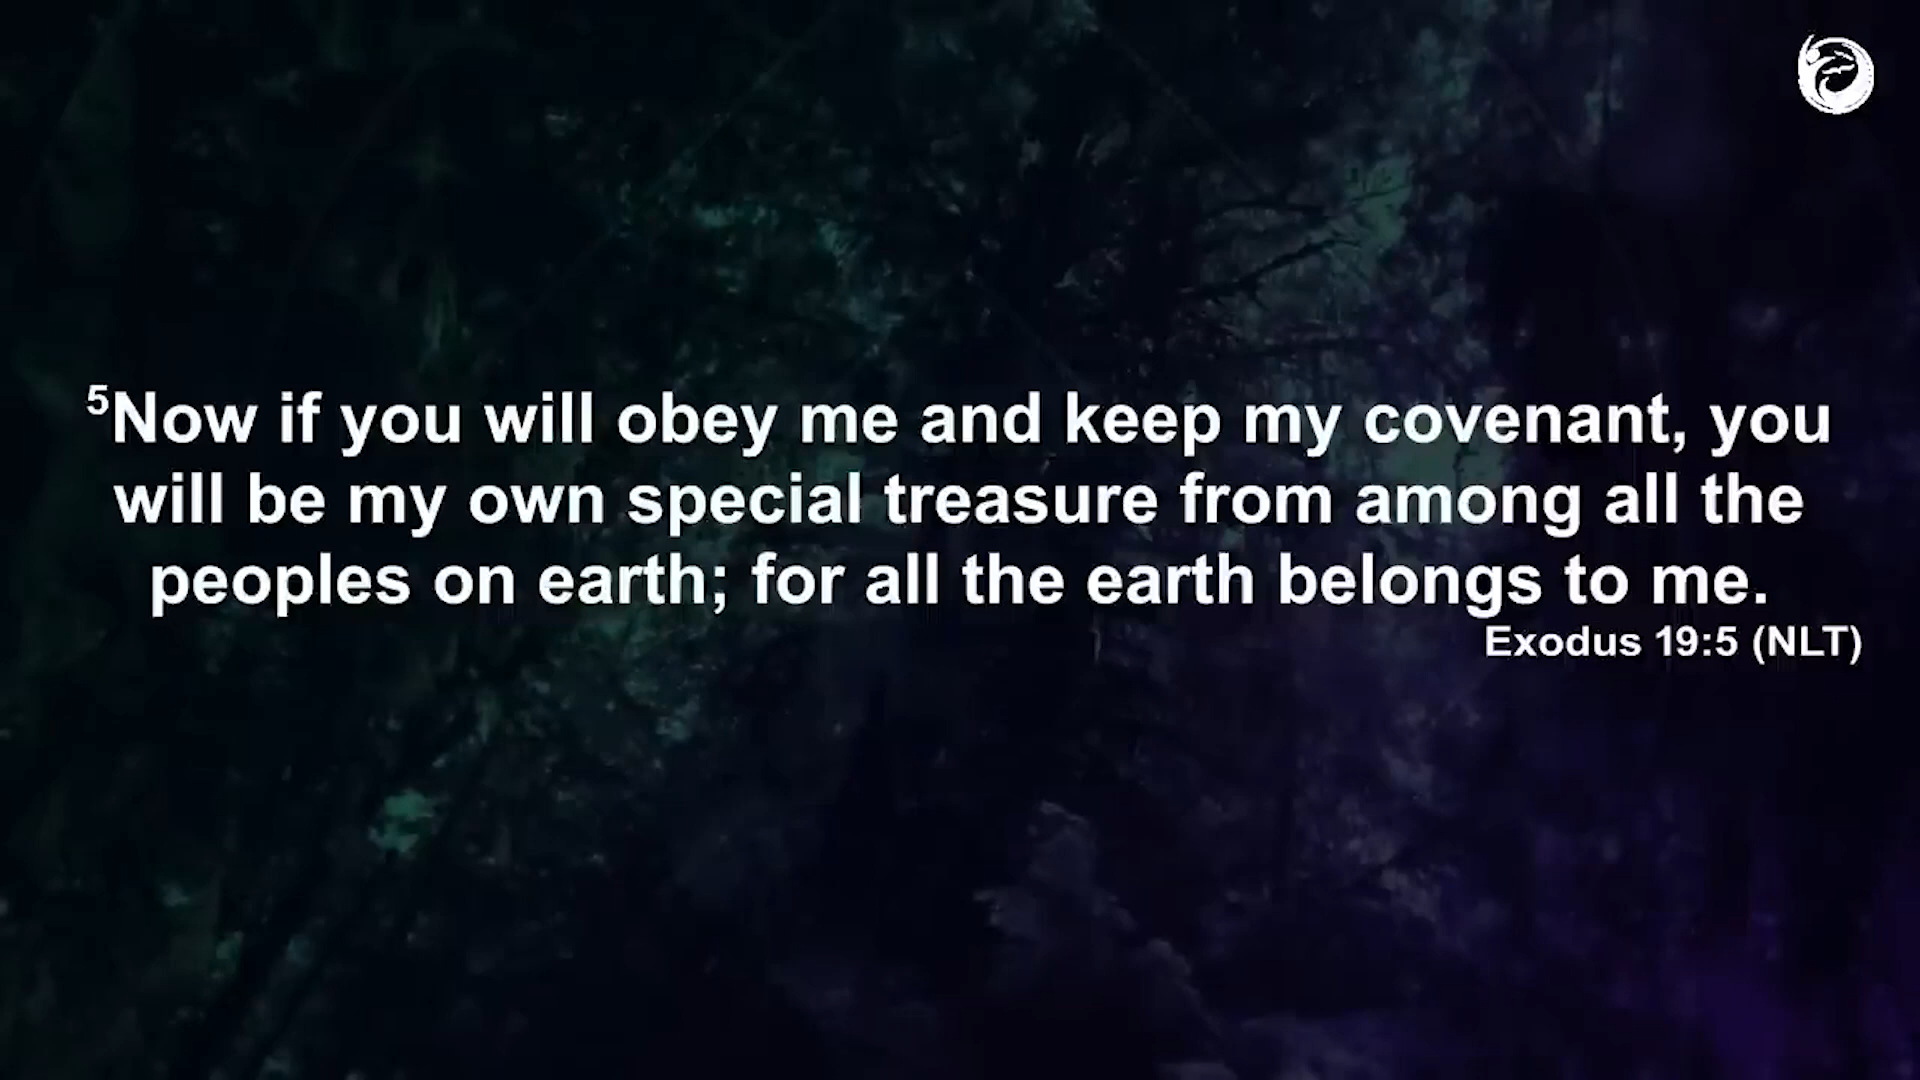 ⁵Now if you will obey me and keep my covenant, you
will be my own special treasure from among all the
peoples on earth; for all the earth belongs to me.
Exodus 19:5 (NLT)